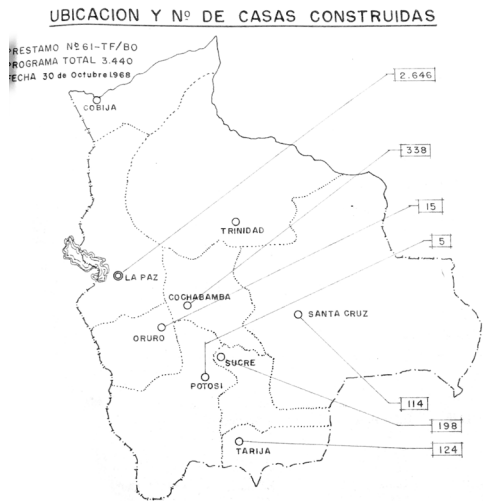 UBICACION Y Nº DE CASAS CONSTRUIDAS
PRESTAMO Nº 61-TF/BO
PROGRAMA TOTAL 3.440
FECHA 30 de Octubre 1968
2.646
COBIJA
338
15
TRINIDAD
5
LA PAZ
COCHABAMBA
SANTA CRUZ
ORURO
SUCRE
POTOSI
114
198
124
TARIJA